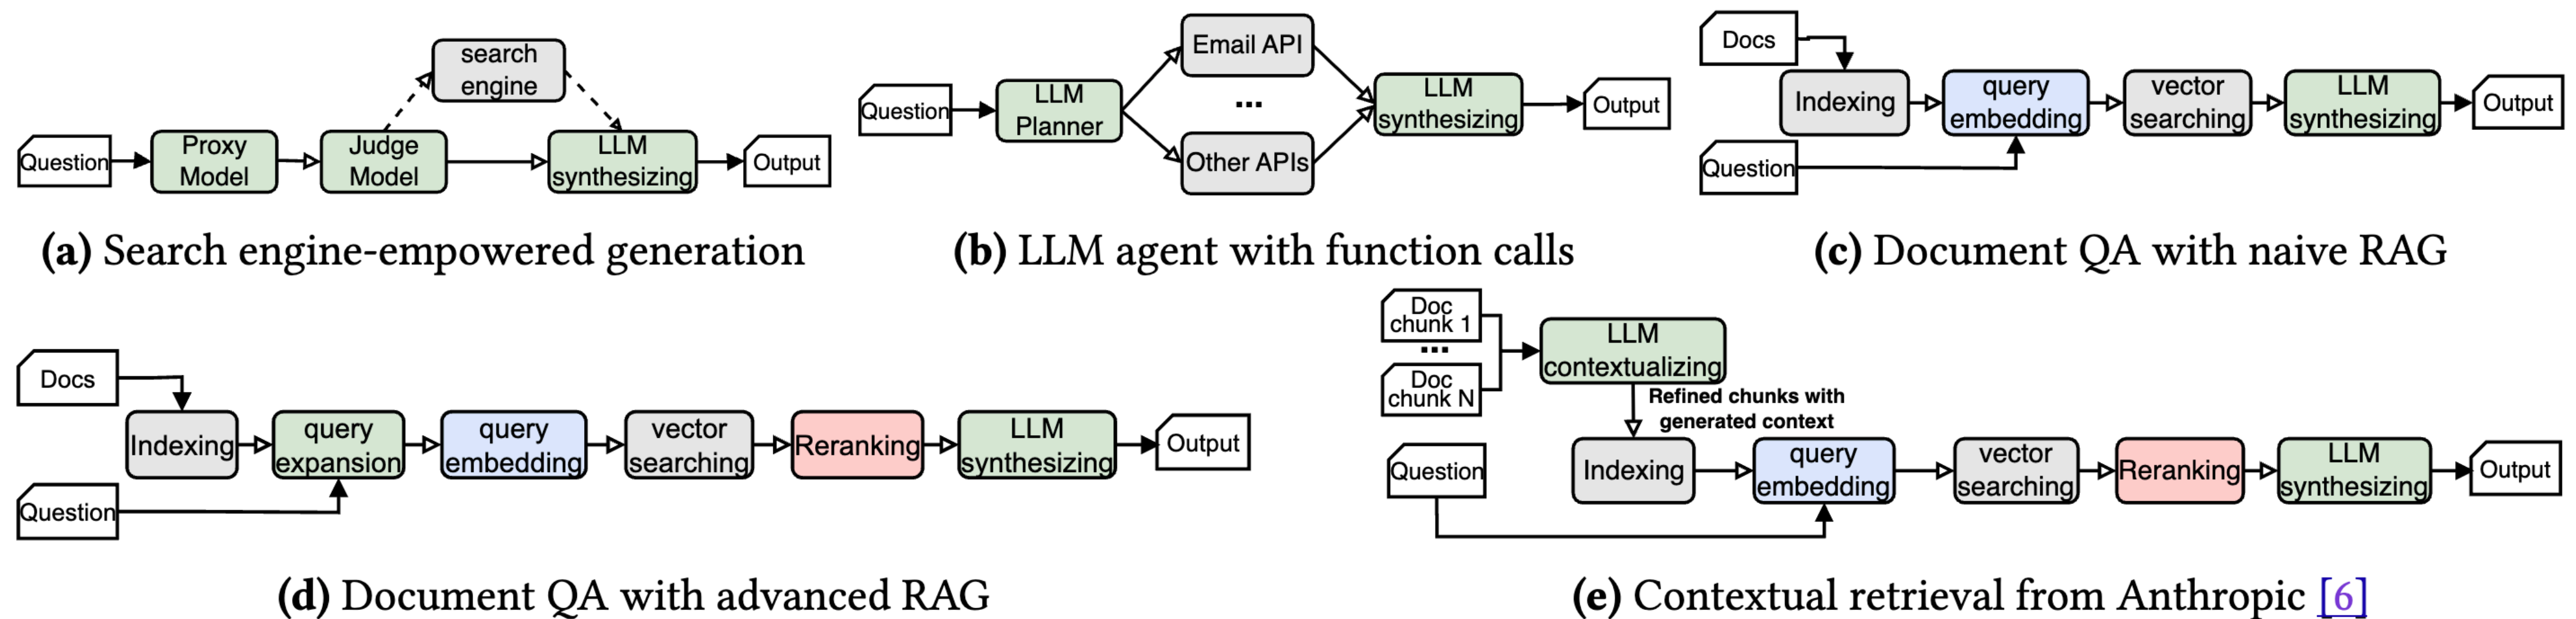 Question
Proxy
Model
Judge
Model
search
engine
LLM
synthesizing
Output
(a) Search engine-empowered generation
Question
LLM
Planner
Email API
...
Other APIs
LLM
synthesizing
Output
(b) LLM agent with function calls
Docs
Question
Indexing
query
embedding
vector
searching
LLM
synthesizing
Output
(c) Document QA with naive RAG
Docs
Question
Indexing
query
expansion
query
embedding
vector
searching
Reranking
LLM
synthesizing
Output
(d) Document QA with advanced RAG
Doc
chunk 1
...
Doc
chunk N
LLM
contextualizing
Refined chunks with
generated context
Question
Indexing
query
embedding
vector
searching
Reranking
LLM
synthesizing
Output
(e) Contextual retrieval from Anthropic [6]